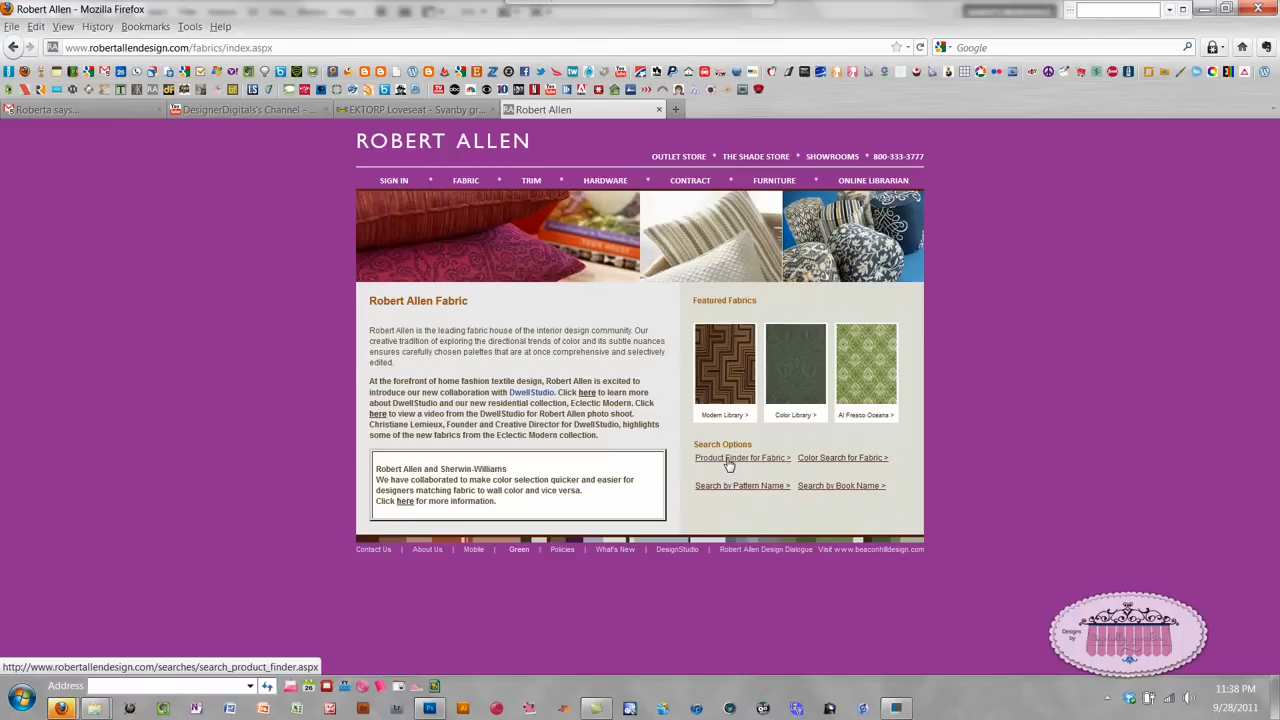 Robert Allen - Mozilla Firefox
File Edit View History Bookmarks Tools Help
www.robertallendesign.com/fabrics/index.aspx
Google
Roberta says...
DesignerDigitals's Channel - ...
EKTORP Loveseat - Svanby gr...
Robert Allen
ROBERT ALLEN
OUTLET STORE * THE SHADE STORE * SHOWROOMS * 800-333-3777
SIGN IN * FABRIC * TRIM * HARDWARE * CONTRACT * FURNITURE * ONLINE LIBRARIAN
Robert Allen Fabric
Robert Allen is the leading fabric house of the interior design community. Our
creative tradition of exploring the directional trends of color and its subtle nuances
ensures carefully chosen palettes that are at once comprehensive and selectively
edited.
At the forefront of home fashion textile design, Robert Allen is excited to
introduce our new collaboration with DwellStudio. Click here to learn more
about DwellStudio and our new residential collection, Eclectic Modern. Click
here to view a video from the DwellStudio for Robert Allen photo shoot.
Christiane Lemieux, Founder and Creative Director for DwellStudio, highlights
some of the new fabrics from the Eclectic Modern collection.
Robert Allen and Sherwin-Williams
We have collaborated to make color selection quicker and easier for
designers matching fabric to wall color and vice versa.
Click here for more information.
Featured Fabrics
Modern Library > Color Library > Al Fresco Oceana >
Search Options
Product Finder for Fabric > Color Search for Fabric >
Search by Pattern Name > Search by Book Name >
Contact Us | About Us | Mobile | Green | Policies | What's New | DesignStudio | Robert Allen Design Dialogue Visit www.beaconhilldesign.com
Designs
by
http://www.robertallendesign.com/searches/search_product_finder.aspx
Address
11:38 PM
9/28/2011